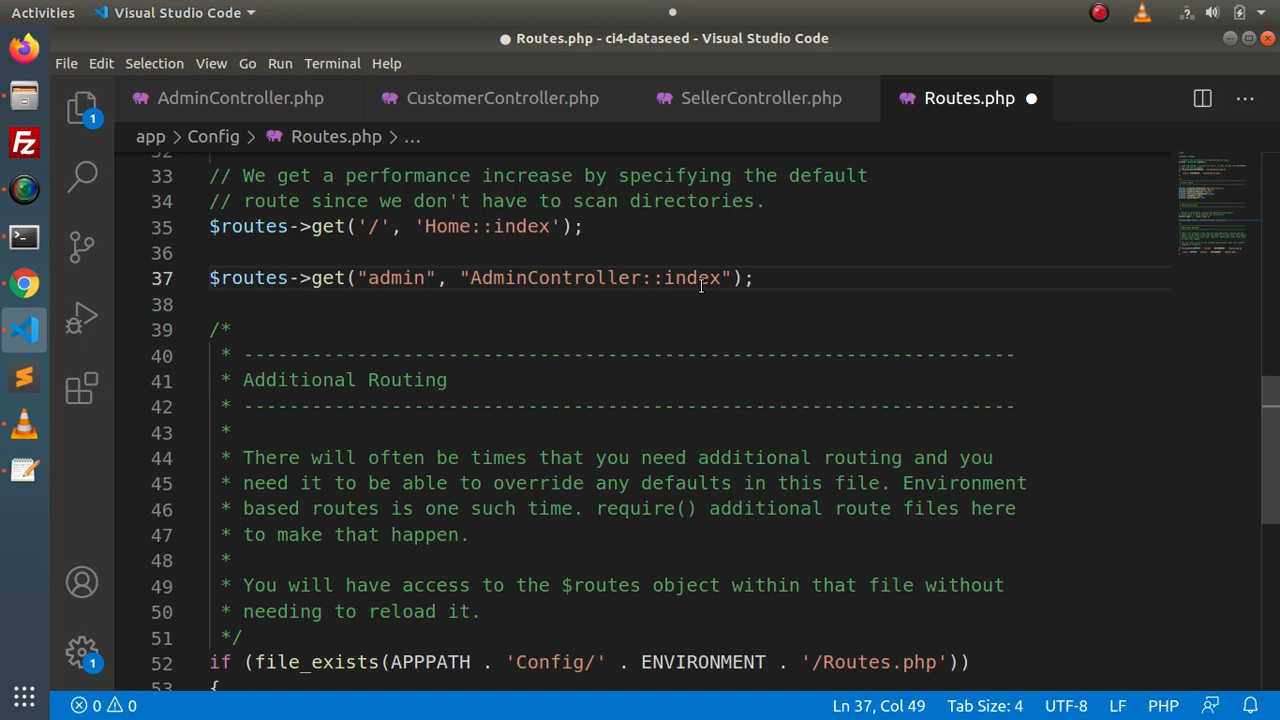 Activities
Visual Studio Code
Routes.php - ci4-dataseed - Visual Studio Code
File Edit Selection View Go Run Terminal Help
AdminController.php CustomerController.php SellerController.php Routes.php
app > Config > Routes.php > ...
33 // We get a performance increase by specifying the default
34 // route since we don't have to scan directories.
35 $routes->get('/', 'Home::index');
36
37 $routes->get("admin", "AdminController::index");
38
39 /*
40 * --------------------------------------------------------------------
41 * Additional Routing
42 * --------------------------------------------------------------------
43 *
44 * There will often be times that you need additional routing and you
45 * need it to be able to override any defaults in this file. Environment
46 * based routes is one such time. require() additional route files here
47 * to make that happen.
48 *
49 * You will have access to the $routes object within that file without
50 * needing to reload it.
51 */
52 if (file_exists(APPPATH . 'Config/' . ENVIRONMENT . '/Routes.php'))
53 {
1
1
0 0 Ln 37, Col 49 Tab Size: 4 UTF-8 LF PHP